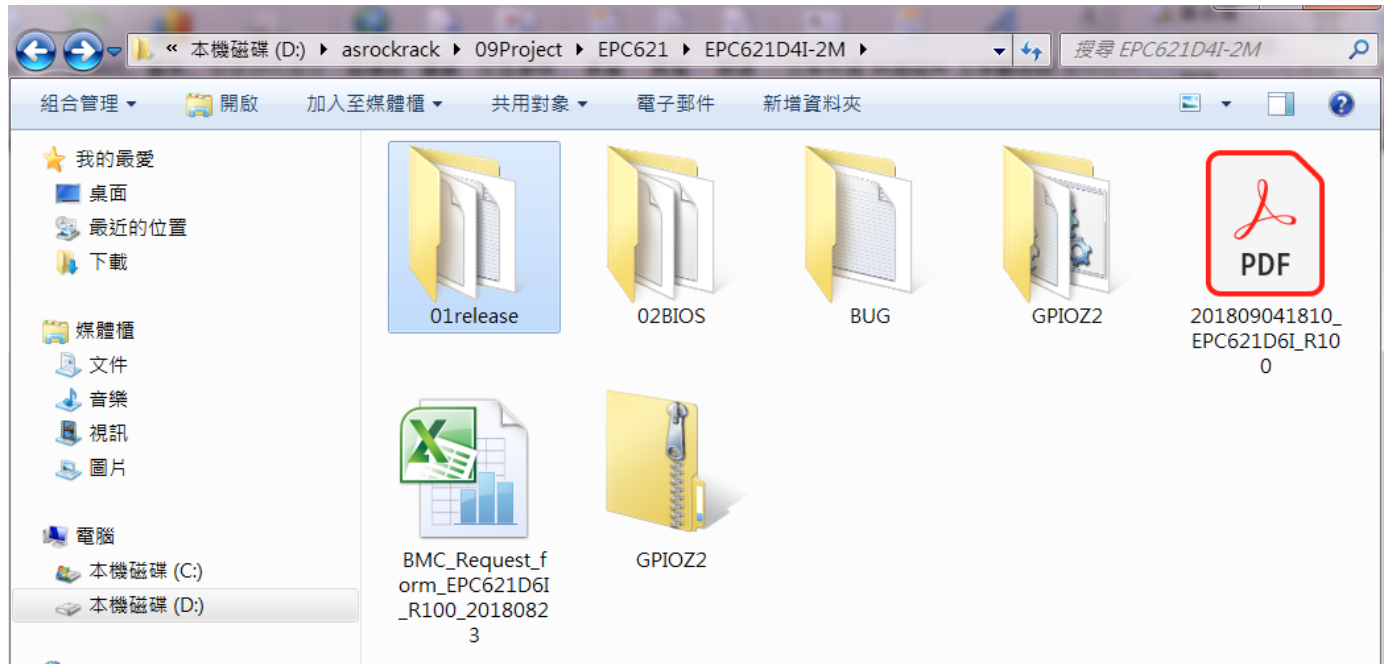 « 本機磁碟 (D:) ▸ asrockrack ▸ 09Project ▸ EPC621 ▸ EPC621D4I-2M ▸
搜尋 EPC621D4I-2M
組合管理 開啟 加入至媒體櫃 共用對象 電子郵件 新增資料夾
我的最愛
桌面
最近的位置
下載
媒體櫃
文件
音樂
視訊
圖片
電腦
本機磁碟 (C:)
本機磁碟 (D:)
01release
02BIOS
BUG
GPIOZ2
PDF
201809041810_
EPC621D6I_R10
0
BMC_Request_f
orm_EPC621D6I
_R100_2018082
3
GPIOZ2